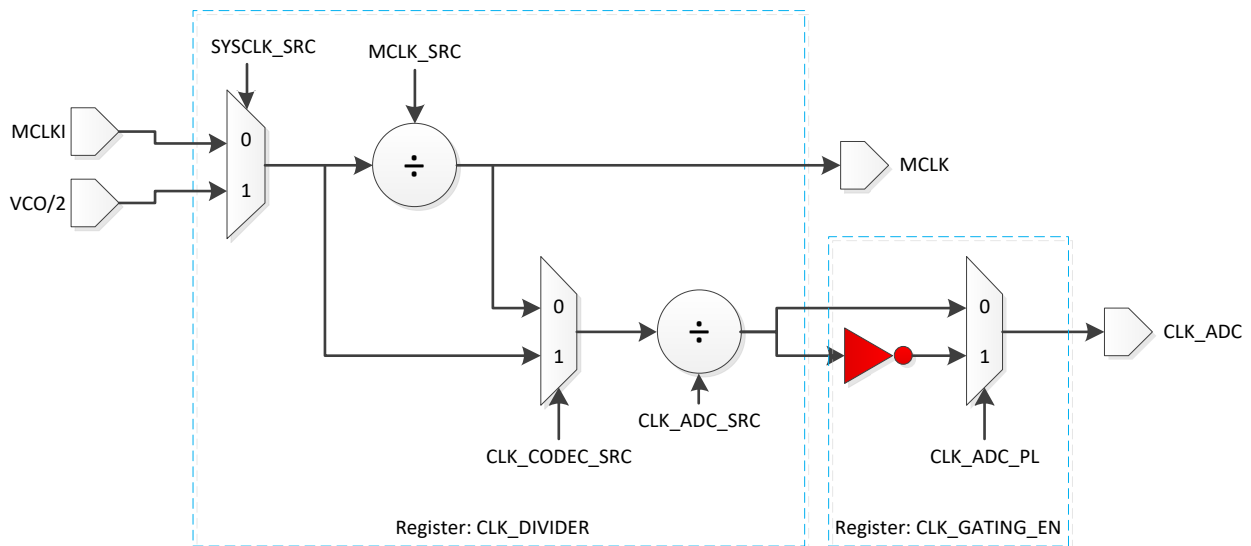 SYSCLK_SRC
MCLK_SRC
MCLKI
0
÷
MCLK
VCO/2
1
0
÷
0
CLK_ADC
1
1
CLK_ADC_SRC
CLK_CODEC_SRC
CLK_ADC_PL
Register: CLK_DIVIDER
Register: CLK_GATING_EN